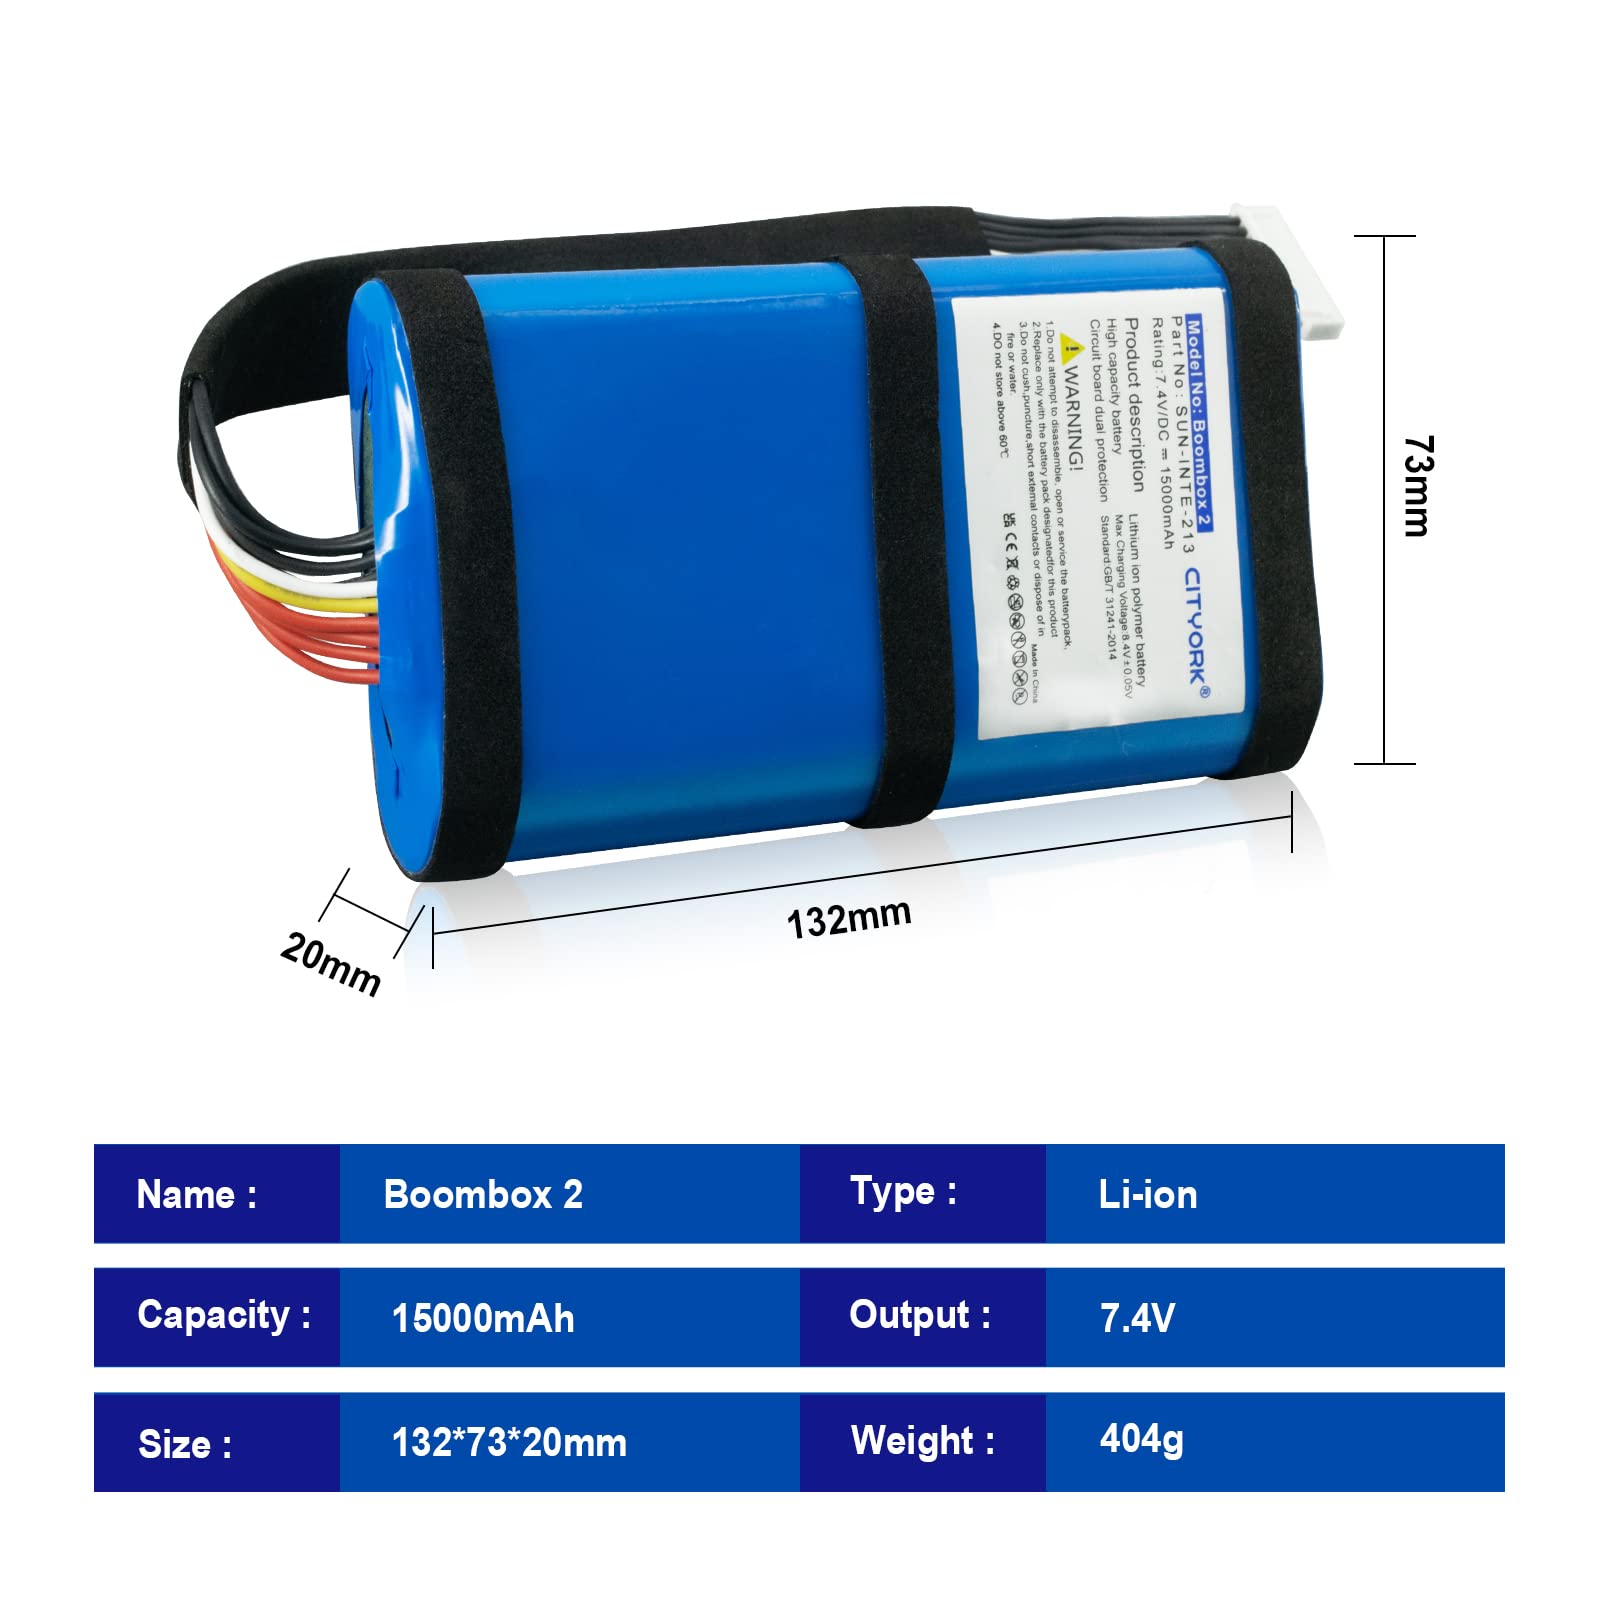 Model No: Boombox 2
Part No: SUN-INTE-213
CITYORK®
Rating:7.4V/DC ⎓ 15000mAh
Product description
Lithium ion polymer battery
High capacity battery
Max Charging Voltage:8.4V±0.05V
Circuit board dual protection
Standard:GB/T 31241-2014
WARNING!
1.Do not attempt to disassemble, open or service the batterypack,
2.Replace only with the battery pack designatedfor this product
3.Do not cush,puncture,short external contacts or dispose of in
fire or water.
4.DO not store above 60℃
Made in China
UK
CA CE
73mm
132mm
20mm
Name : Boombox 2
Type : Li-ion
Capacity : 15000mAh
Output : 7.4V
Size : 132*73*20mm
Weight : 404g